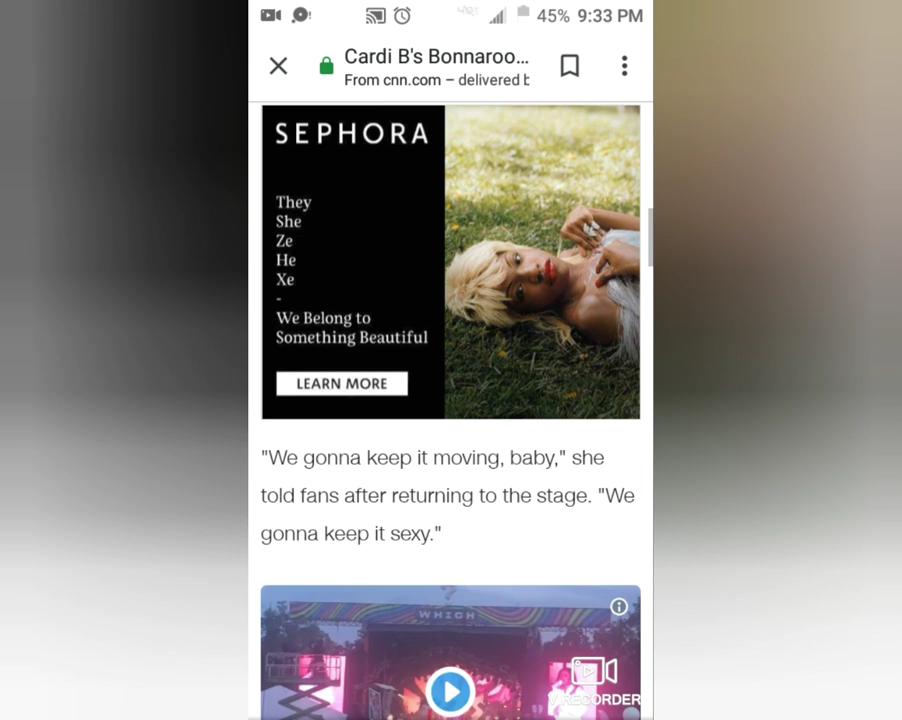 45% 9:33 PM
Cardi B's Bonnaroo...
From cnn.com – delivered b
SEPHORA
They
She
Ze
He
Xe
-
We Belong to
Something Beautiful
LEARN MORE
"We gonna keep it moving, baby," she
told fans after returning to the stage. "We
gonna keep it sexy."
WHICH
V RECORDER